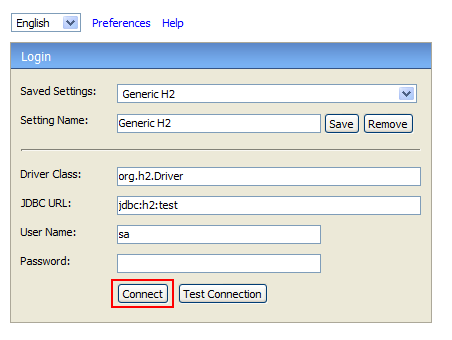 English Preferences Help
Login
Saved Settings: Generic H2
Setting Name: Generic H2 Save Remove
Driver Class: org.h2.Driver
JDBC URL: jdbc:h2:test
User Name: sa
Password:
Connect Test Connection